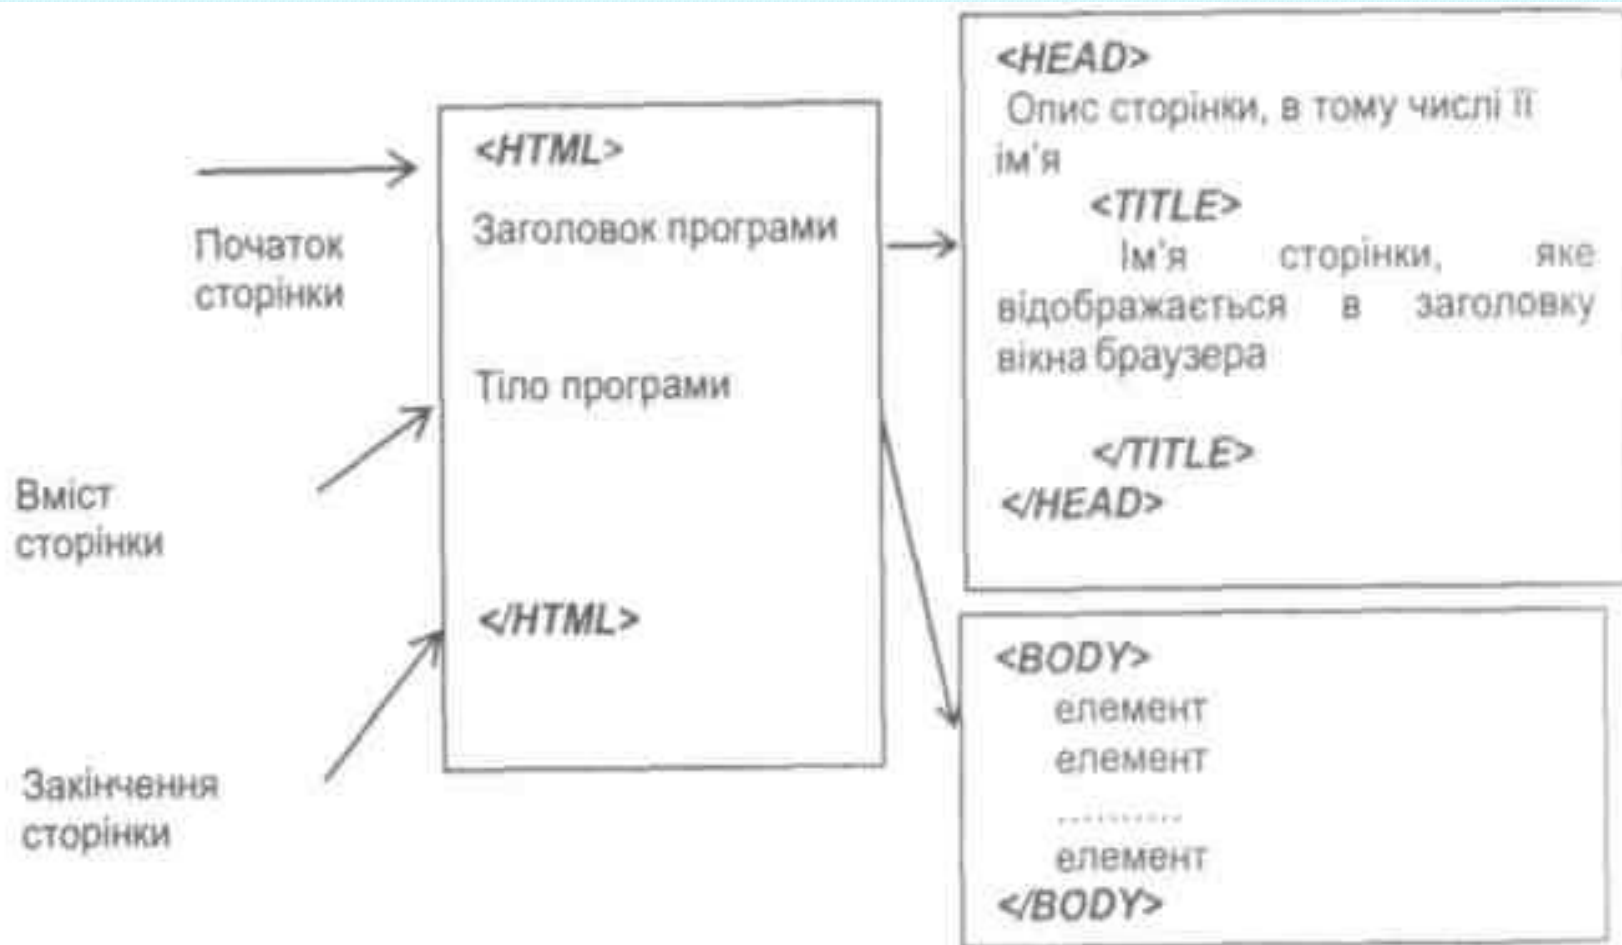 Початок
сторінки
Вміст
сторінки
Закінчення
сторінки
<HTML>
Заголовок програми
Тіло програми
</HTML>
<HEAD>
Опис сторінки, в тому числі її
ім'я
<TITLE>
Ім'я сторінки, яке
відображається в заголовку
вікна браузера
</TITLE>
</HEAD>
<BODY>
елемент
елемент
..........
елемент
</BODY>